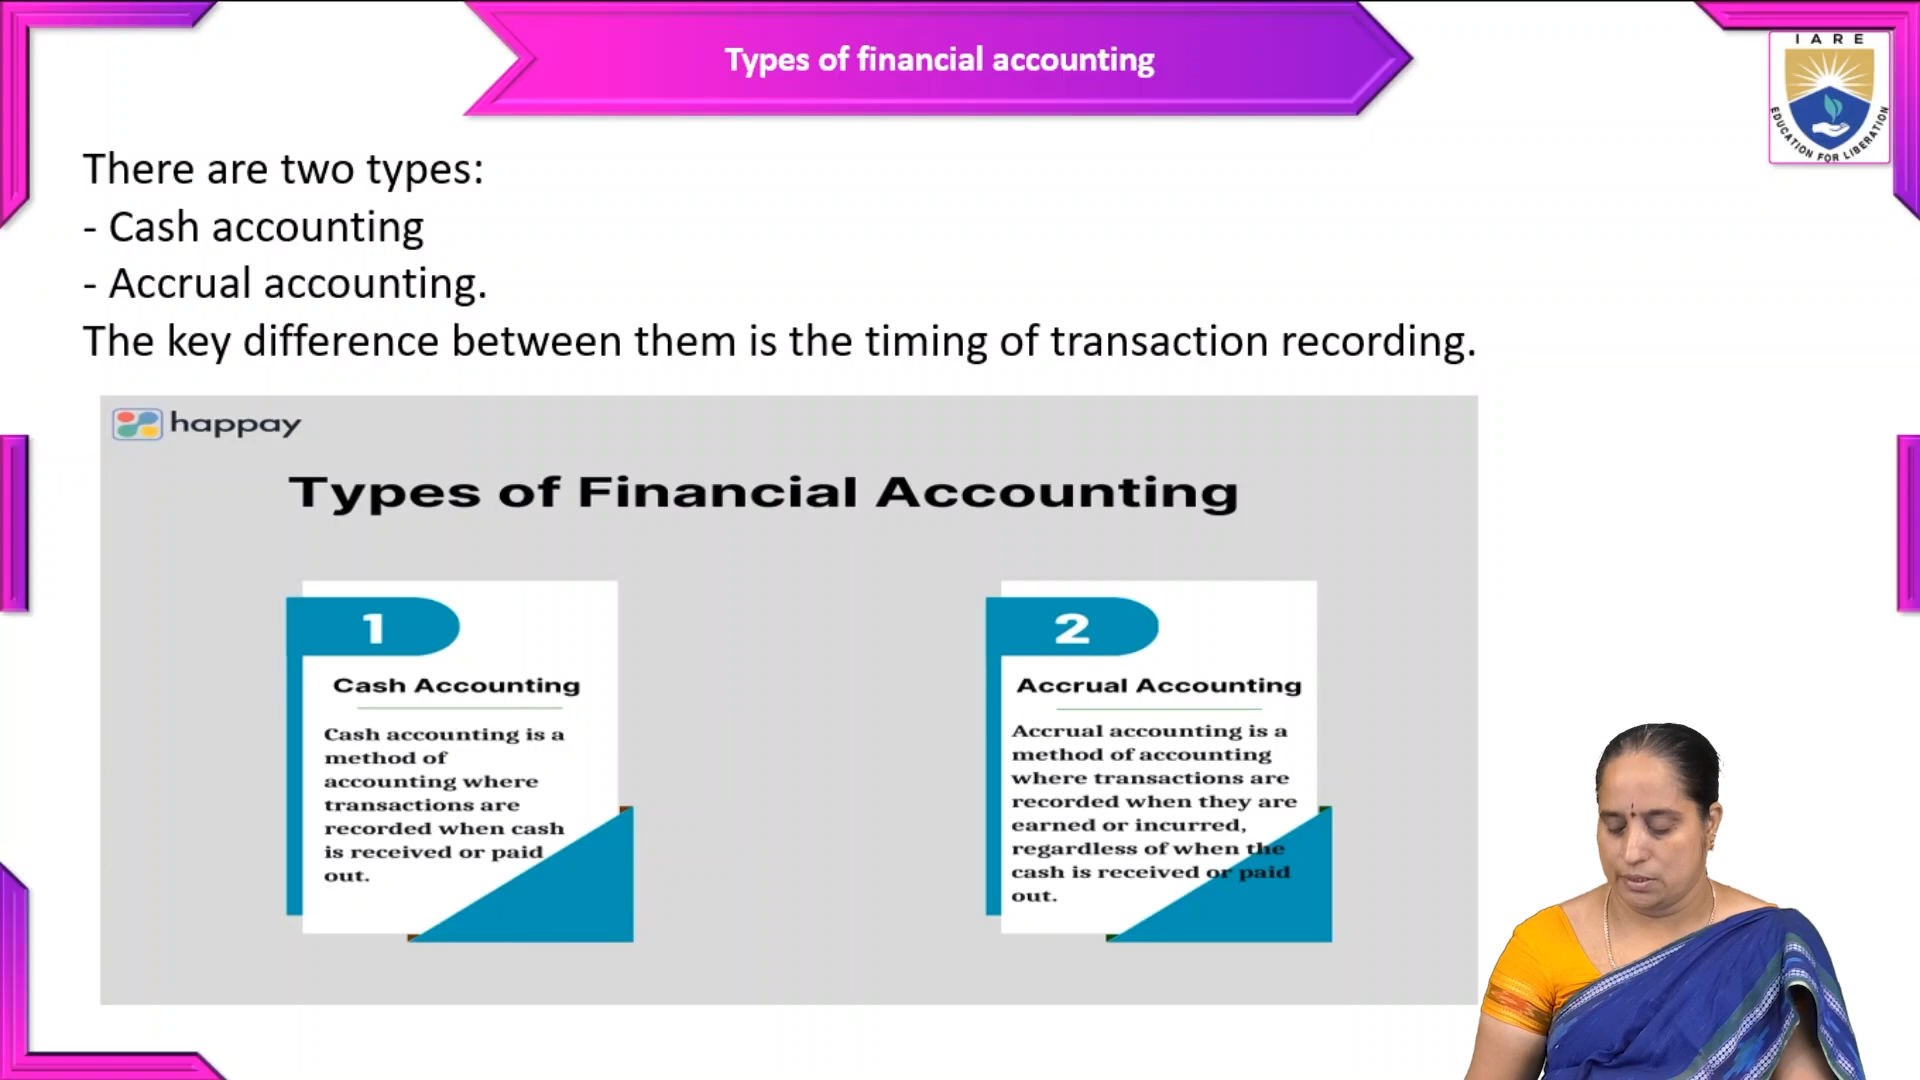 Types of financial accounting
I A R E
EDUCATION FOR LIBERATION
There are two types:
- Cash accounting
- Accrual accounting.
The key difference between them is the timing of transaction recording.
happay
Types of Financial Accounting
1
Cash Accounting
Cash accounting is a
method of
accounting where
transactions are
recorded when cash
is received or paid
out.
2
Accrual Accounting
Accrual accounting is a
method of accounting
where transactions are
recorded when they are
earned or incurred,
regardless of when the
cash is received or paid
out.